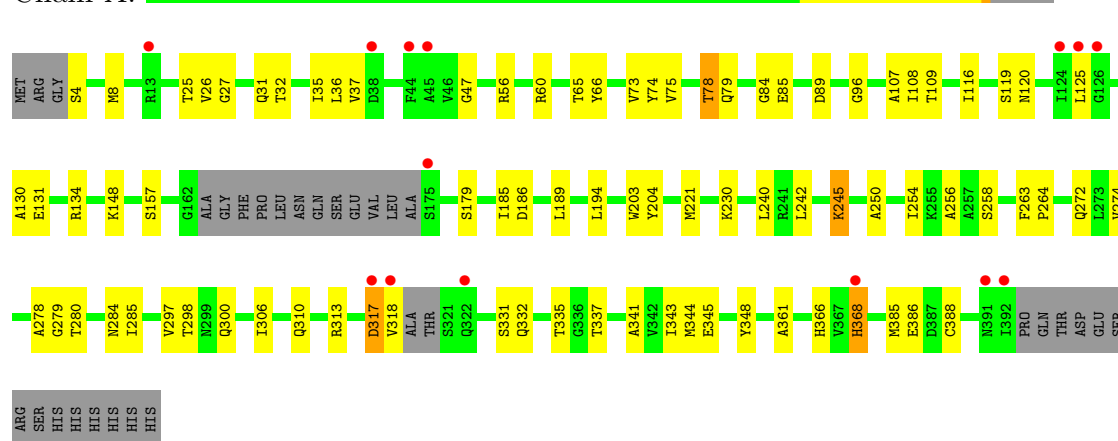 MET ARG GLY S4 M8 R13 T25 V26 G27 Q31 T32 I35 L36 V37 D38 F44 A45 V46 G47 R56 R60 T65 Y66 V73 Y74 V75 T78 Q79 G84 E85 D89 G96 A107 I108 T109 I116 S119 N120 I124 L125 G126
A130 E131 R134 K148 S157 G162 ALA GLY PHE PRO LEU ASN GLN SER GLU VAL LEU ALA S175 S179 I185 D186 L189 L194 W203 Y204 M221 K230 L240 R241 L242 K245 A250 I254 K255 A256 A257 S258 F263 P264 Q272 L273
A278 G279 T280 N284 I285 V297 T298 N299 Q300 I306 Q310 R313 D317 V318 ALA THR S321 Q322 S331 Q332 T335 G336 T337 A341 V342 I343 M344 E345 Y348 A361 H366 V367 H368 M385 E386 D387 C388 N391 I392 PRO GLN THR ASP GLU
ARG SER HIS HIS HIS HIS HIS HIS